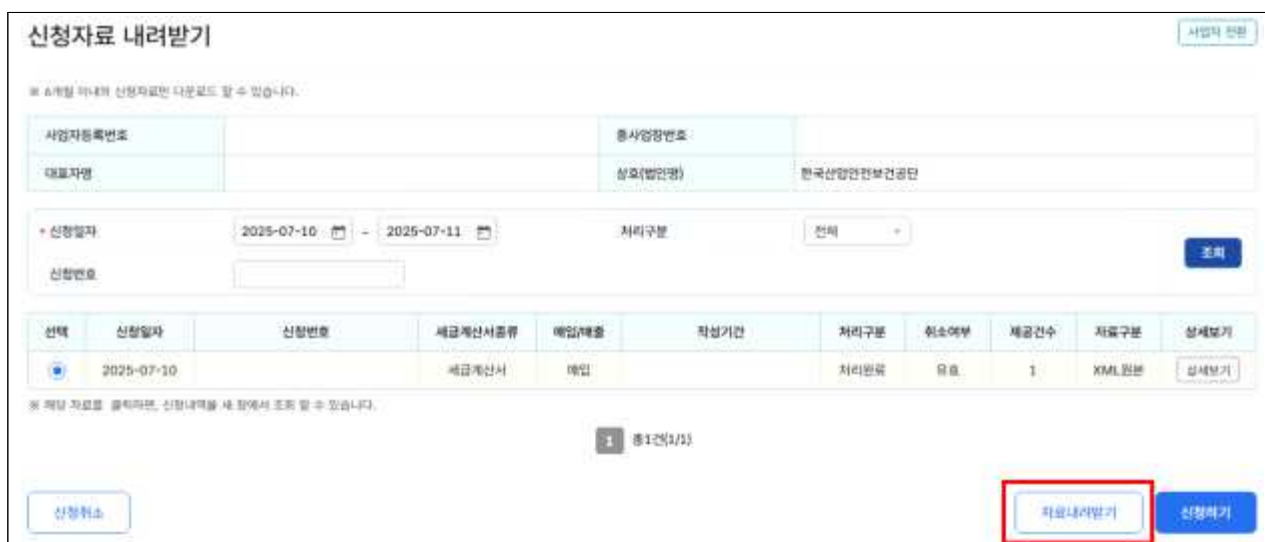 신청자료 내려받기
사업자 전환
※ 6개월 이내의 신청자료만 다운로드 할 수 있습니다.
사업자등록번호 종사업장번호
대표자명 상호(법인명) 한국산업안전보건공단
• 신청일자 2025-07-10 - 2025-07-11 처리구분 전체 조회
신청번호
선택 신청일자 신청번호 세금계산서종류 매입/매출 작성기간 처리구분 취소여부 제공건수 자료구분 상세보기
2025-07-10 세금계산서 매입 처리완료 유효 1 XML원본 상세보기
※ 해당 자료를 클릭하면, 신청내역을 새 창에서 조회 할 수 있습니다.
1 총1건(1/1)
신청취소 자료내려받기 신청하기